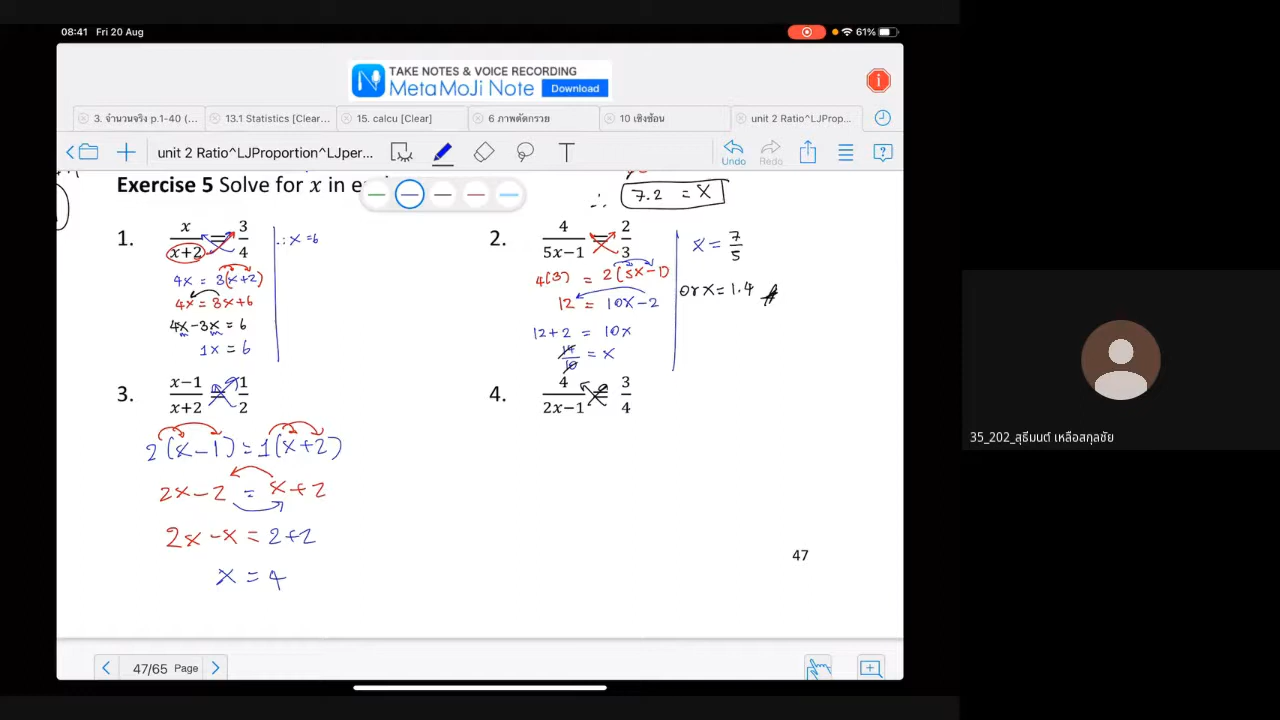 08:41 Fri 20 Aug
61%
TAKE NOTES & VOICE RECORDING
MetaMoJi Note Download
3. จำนวนจริง p.1-40 (...
13.1 Statistics [Clear...
15. calcu [Clear]
6 ภาพตัดกรวย
10 เชิงซ้อน
unit 2 Ratio^LJProp...
unit 2 Ratio^LJProportion^LJper...
Undo
Redo
Exercise 5 Solve for x in e
∴ 7.2 = x
1. x/(x+2) = 3/4
∴ x = 6
4x = 3(x+2)
4x = 3x+6
4x-3x = 6
1x = 6
2. 4/(5x-1) = 2/3
4(3) = 2(5x-1)
12 = 10x-2
12+2 = 10x
14/10 = x
x = 7/5
or x = 1.4
3. (x-1)/(x+2) = 1/2
2(x-1) = 1(x+2)
2x-2 = x+2
2x-x = 2+2
x = 4
4. 4/(2x-1) = 3/4
47
47/65 Page
35_202_สุธีมนต์ เหลือสกุลชัย